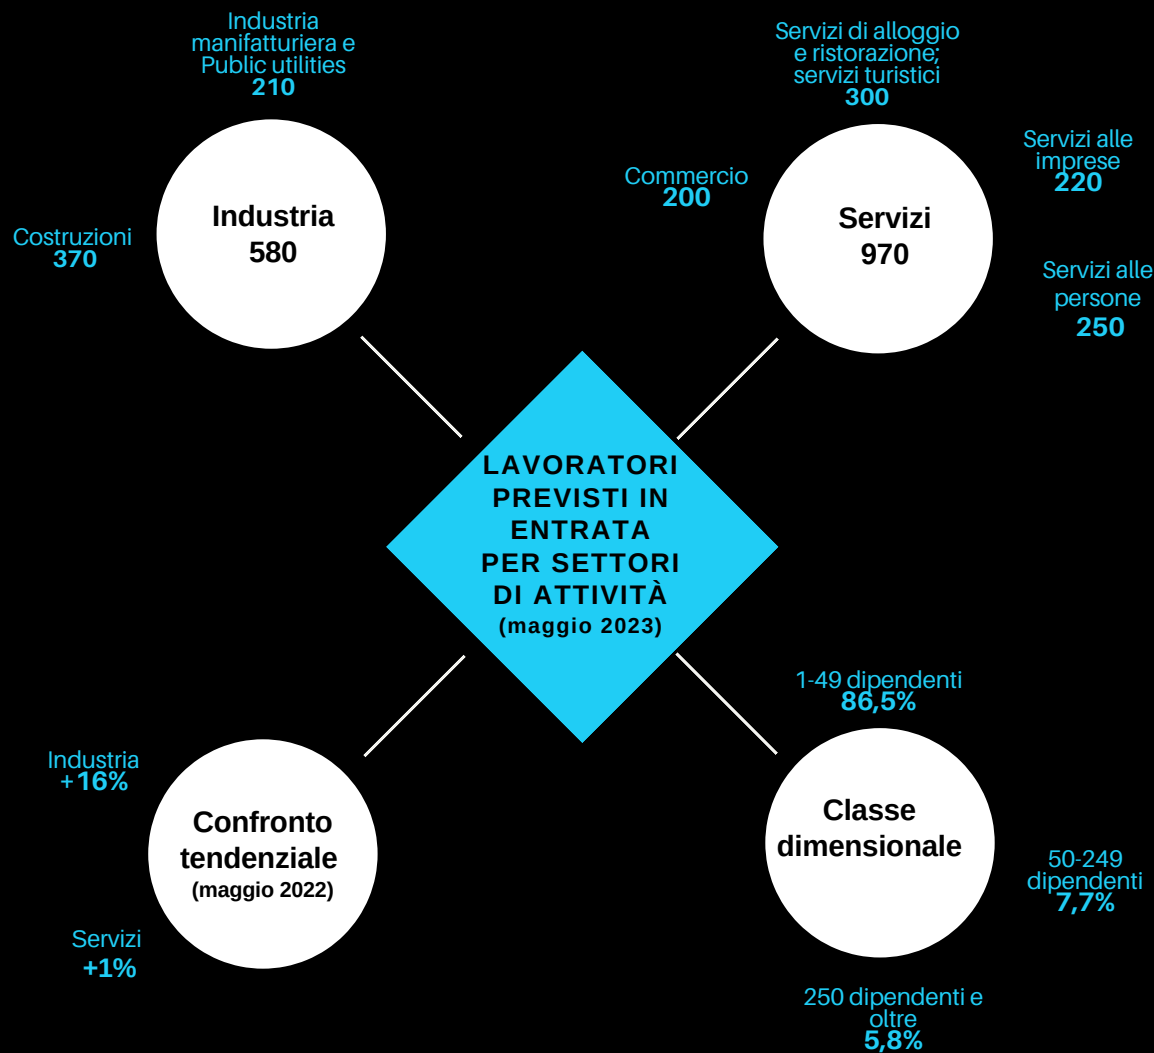 Industria
manifatturiera e
Public utilities
210
Costruzioni
370
Industria
580
Servizi di alloggio
e ristorazione;
servizi turistici
300
Commercio
200
Servizi alle
imprese
220
Servizi
970
Servizi alle
persone
250
LAVORATORI
PREVISTI IN
ENTRATA
PER SETTORI
DI ATTIVITÀ
(maggio 2023)
Industria
+16%
Confronto
tendenziale
(maggio 2022)
Servizi
+1%
1-49 dipendenti
86,5%
Classe
dimensionale
50-249
dipendenti
7,7%
250 dipendenti e
oltre
5,8%